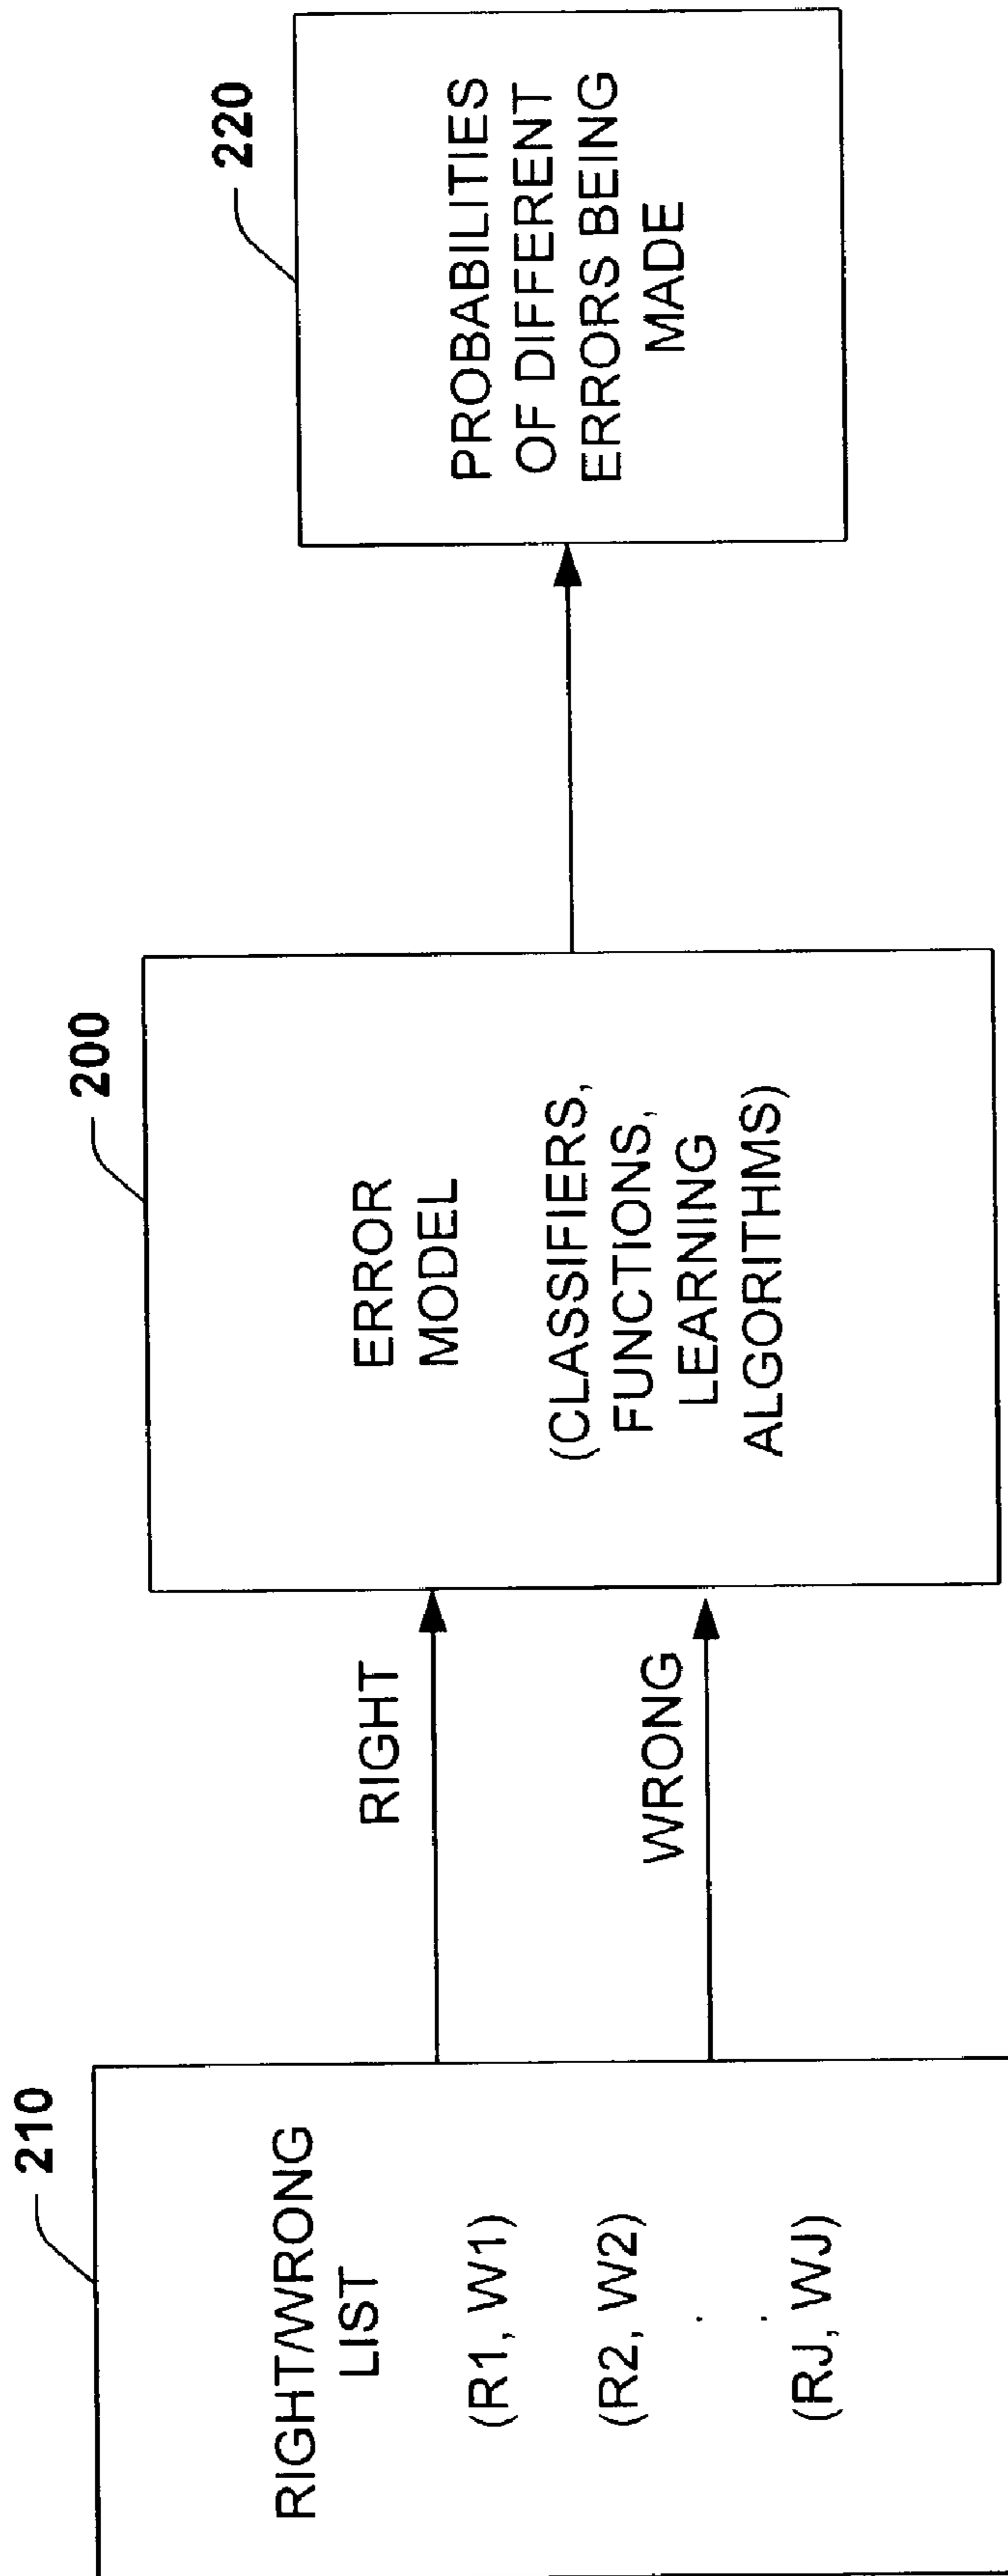 210
RIGHT/WRONG
LIST
(R1, W1)
(R2, W2)
.
.
(RJ, WJ)
RIGHT
WRONG
200
ERROR
MODEL
(CLASSIFIERS,
FUNCTIONS,
LEARNING
ALGORITHMS)
220
PROBABILITIES
OF DIFFERENT
ERRORS BEING
MADE